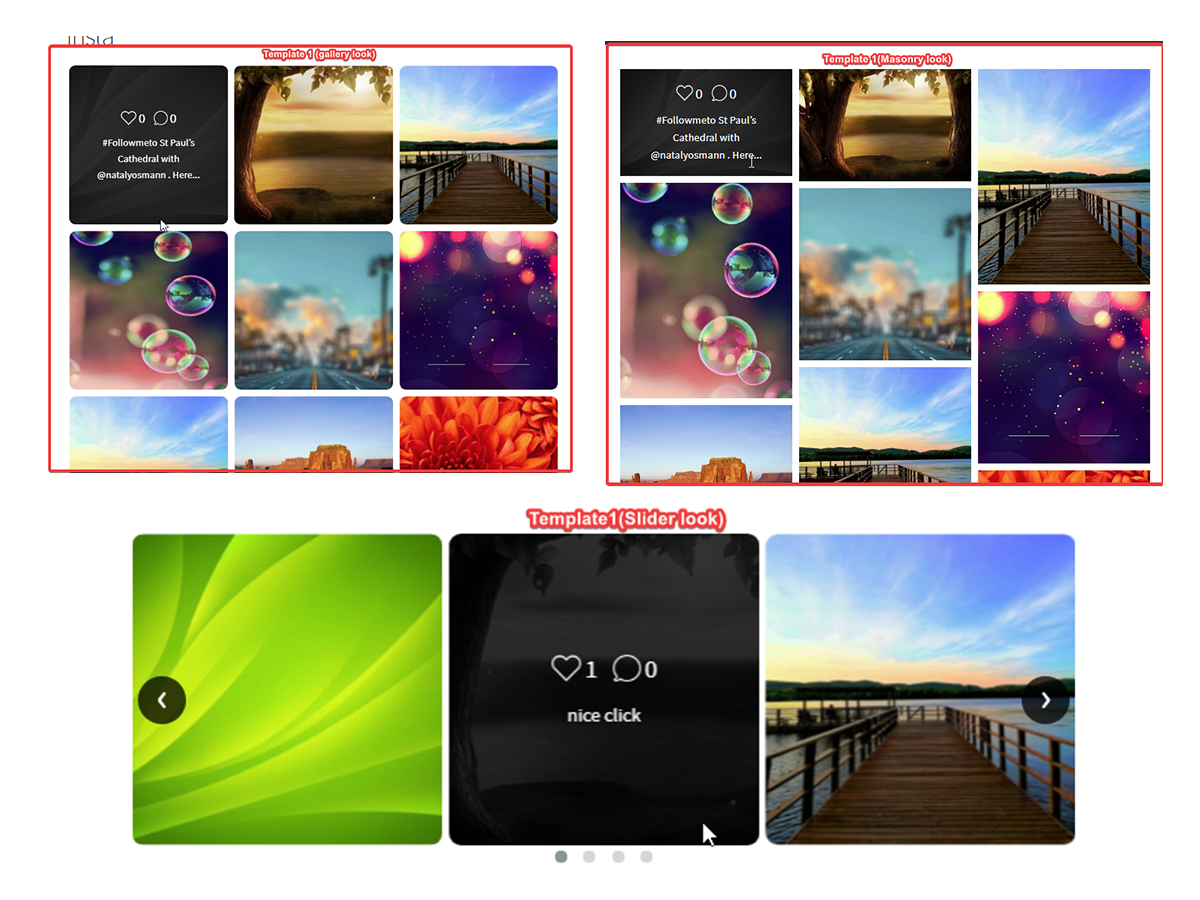 Insta
Template 1 (gallery look)
0 0
#Followmeto St Paul's
Cathedral with
@natalyosmann . Here...
Template 1(Masonry look)
0 0
#Followmeto St Paul's
Cathedral with
@natalyosmann . Here...
Template1(Slider look)
1 0
nice click